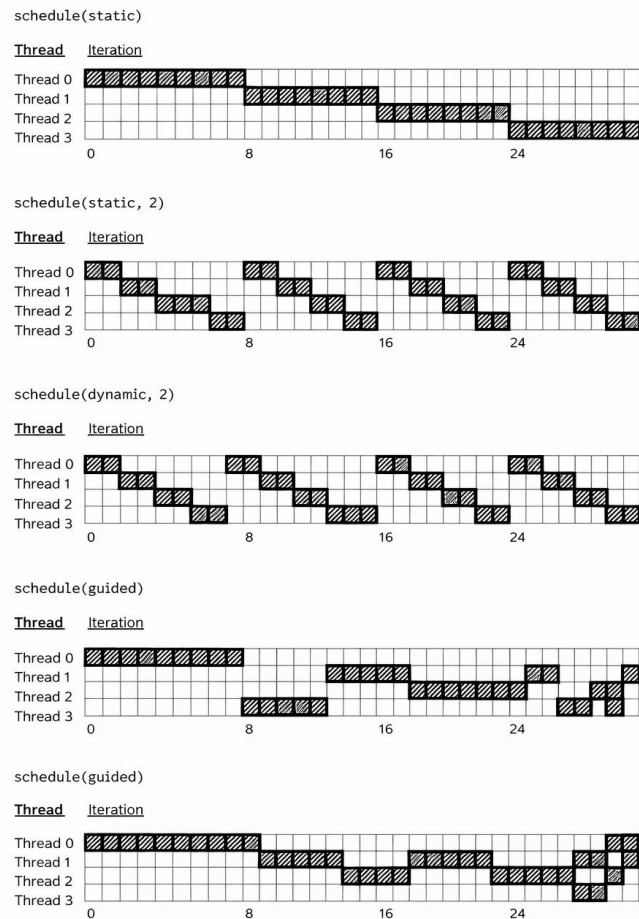 schedule(static)
Thread Iteration
Thread 0
Thread 1
Thread 2
Thread 3
0 8 16 24
schedule(static, 2)
Thread Iteration
Thread 0
Thread 1
Thread 2
Thread 3
0 8 16 24
schedule(dynamic, 2)
Thread Iteration
Thread 0
Thread 1
Thread 2
Thread 3
0 8 16 24
schedule(guided)
Thread Iteration
Thread 0
Thread 1
Thread 2
Thread 3
0 8 16 24
schedule(guided)
Thread Iteration
Thread 0
Thread 1
Thread 2
Thread 3
0 8 16 24